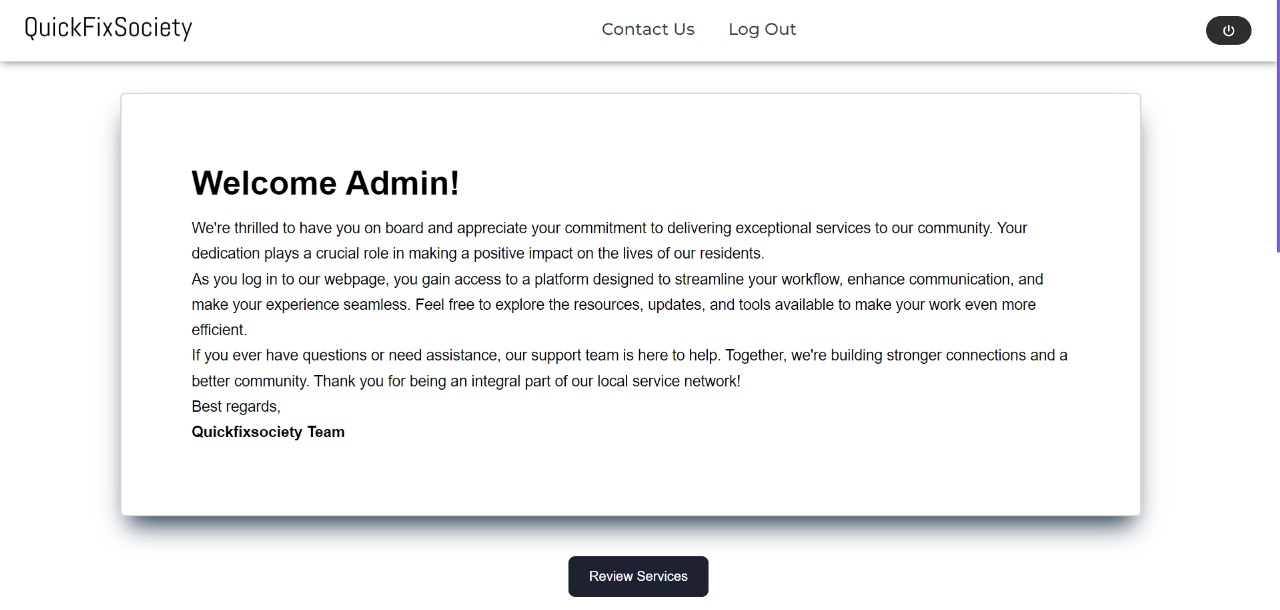 QuickFixSociety
Contact Us
Log Out
Welcome Admin!
We're thrilled to have you on board and appreciate your commitment to delivering exceptional services to our community. Your
dedication plays a crucial role in making a positive impact on the lives of our residents.
As you log in to our webpage, you gain access to a platform designed to streamline your workflow, enhance communication, and
make your experience seamless. Feel free to explore the resources, updates, and tools available to make your work even more
efficient.
If you ever have questions or need assistance, our support team is here to help. Together, we're building stronger connections and a
better community. Thank you for being an integral part of our local service network!
Best regards,
Quickfixsociety Team
Review Services